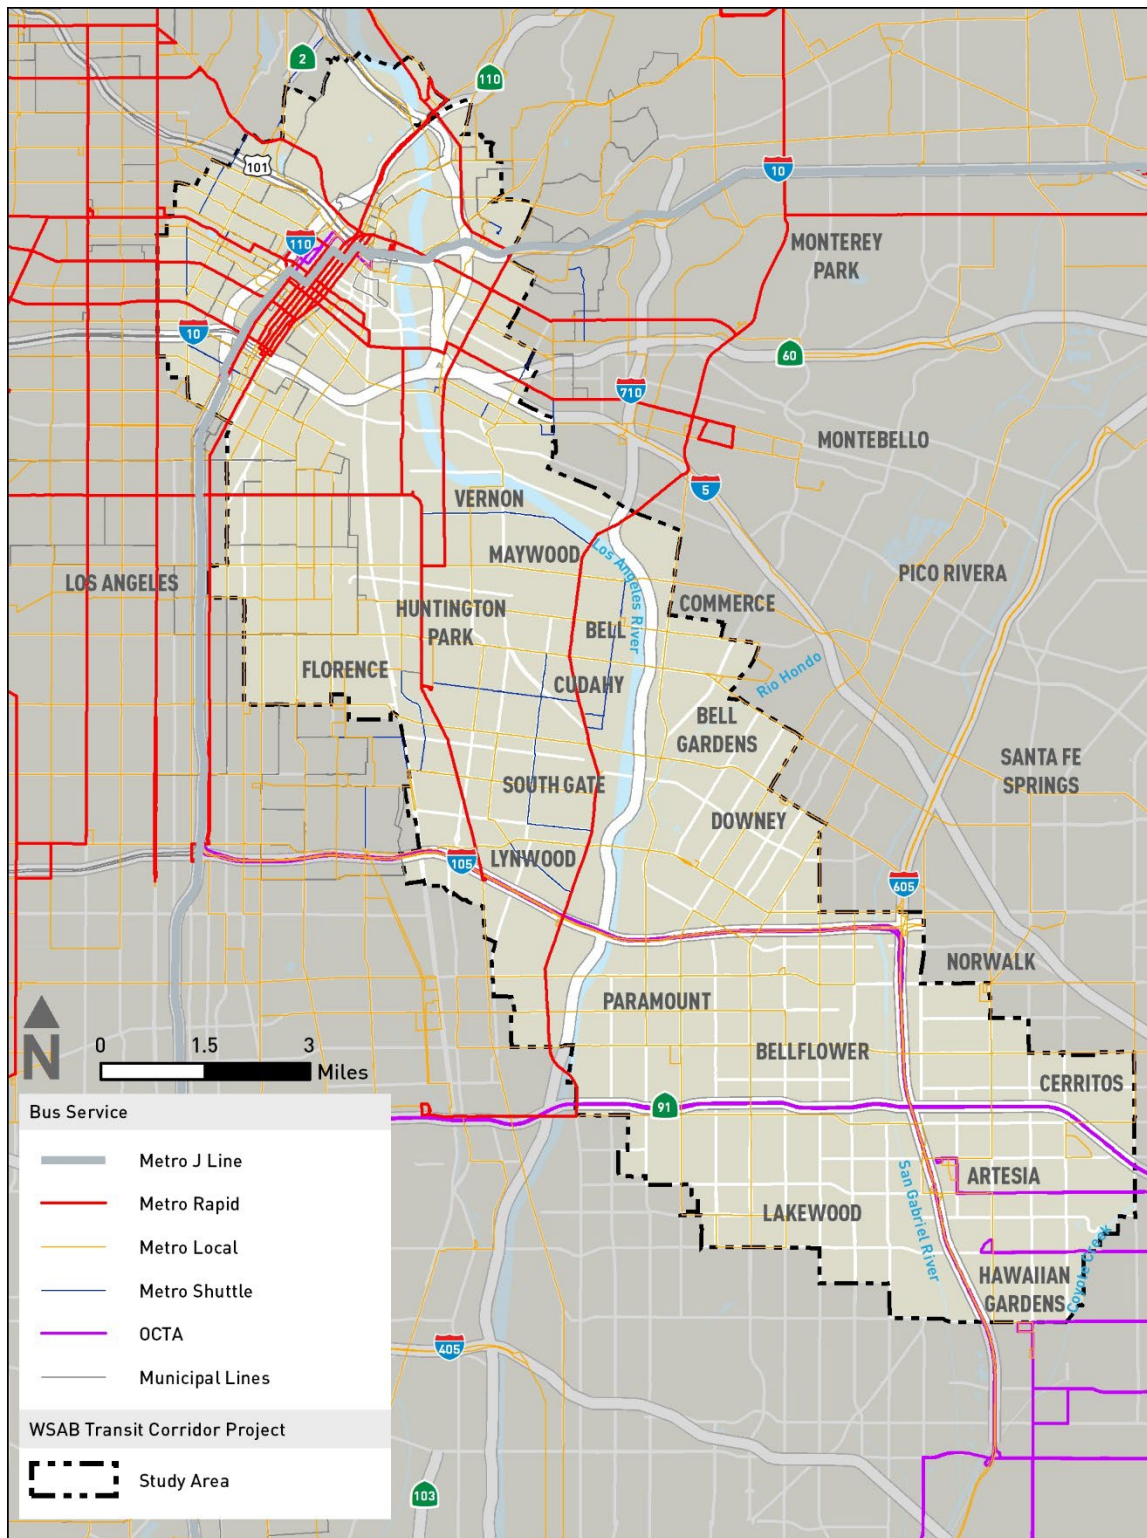 2
110
101
10
MONTEREY
PARK
110
10
60
710
MONTEBELLO
5
VERNON
MAYWOOD
Los Angeles River
LOS ANGELES
PICO RIVERA
HUNTINGTON
PARK
COMMERCE
BELL
FLORENCE
CUDAHY
Rio Hondo
BELL
GARDENS
SANTA FE
SPRINGS
SOUTH GATE
DOWNEY
105
LYNWOOD
605
NORWALK
PARAMOUNT
N
0 1.5 3
Miles
BELLFLOWER
CERRITOS
91
ARTESIA
LAKEWOOD
San Gabriel River
HAWAIIAN
GARDENS
Coyote Creek
405
103
Bus Service
Metro J Line
Metro Rapid
Metro Local
Metro Shuttle
OCTA
Municipal Lines
WSAB Transit Corridor Project
Study Area